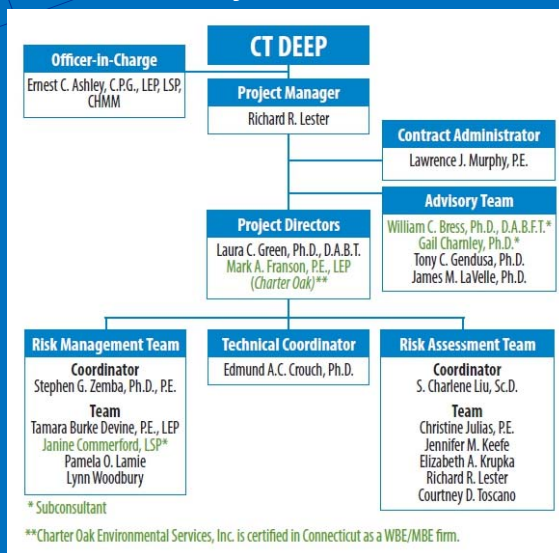 CT DEEP
Officer-in-Charge
Ernest C. Ashley, C.P.G., LEP, LSP,
CHMM
Project Manager
Richard R. Lester
Contract Administrator
Lawrence J. Murphy, P.E.
Advisory Team
William C. Bress, Ph.D., D.A.B.F.T.*
Gail Charnley, Ph.D.*
Tony C. Gendusa, Ph.D.
James M. LaVelle, Ph.D.
Project Directors
Laura C. Green, Ph.D., D.A.B.T.
Mark A. Franson, P.E., LEP
(Charter Oak)**
Risk Management Team
Coordinator
Stephen G. Zemba, Ph.D., P.E.
Team
Tamara Burke Devine, P.E., LEP
Janine Commerford, LSP*
Pamela O. Lamie
Lynn Woodbury
Technical Coordinator
Edmund A.C. Crouch, Ph.D.
Risk Assessment Team
Coordinator
S. Charlene Liu, Sc.D.
Team
Christine Julias, P.E.
Jennifer M. Keefe
Elizabeth A. Krupka
Richard R. Lester
Courtney D. Toscano
* Subconsultant
**Charter Oak Environmental Services, Inc. is certified in Connecticut as a WBE/MBE firm.